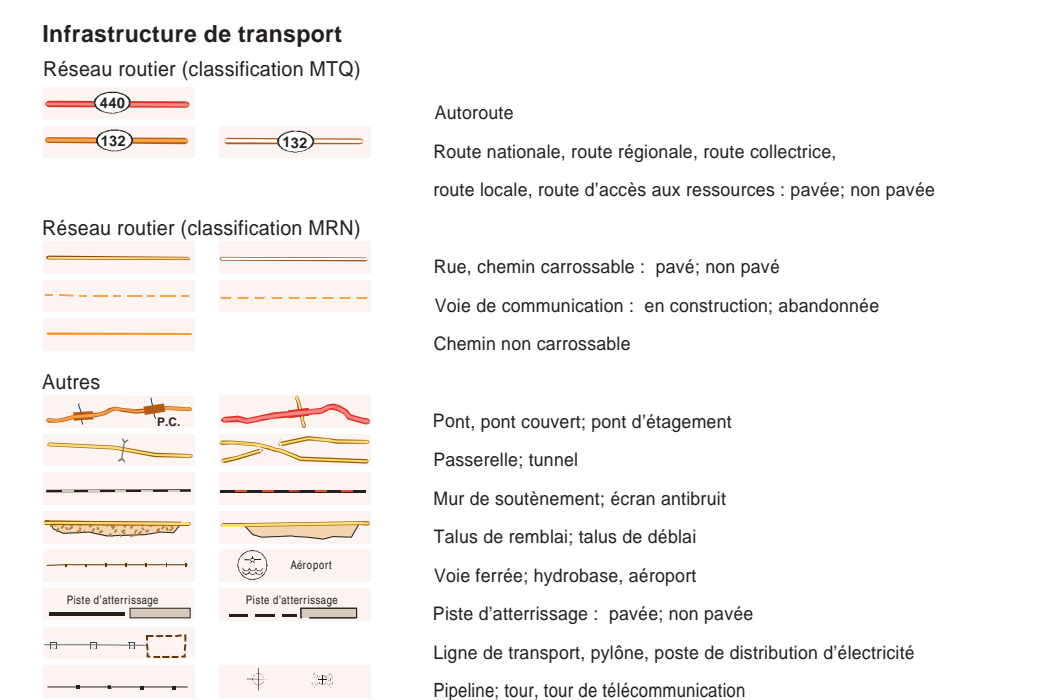 Infrastructure de transport
Réseau routier (classification MTQ)
440
Autoroute
132 132
Route nationale, route régionale, route collectrice,
route locale, route d'accès aux ressources : pavée; non pavée
Réseau routier (classification MRN)
Rue, chemin carrossable : pavé; non pavé
Voie de communication : en construction; abandonnée
Chemin non carrossable
Autres
P.C.
Pont, pont couvert; pont d'étagement
Passerelle; tunnel
Mur de soutènement; écran antibruit
Talus de remblai; talus de déblai
Aéroport
Voie ferrée; hydrobase, aéroport
Piste d'atterrissage Piste d'atterrissage
Piste d'atterrissage : pavée; non pavée
Ligne de transport, pylône, poste de distribution d'électricité
Pipeline; tour, tour de télécommunication